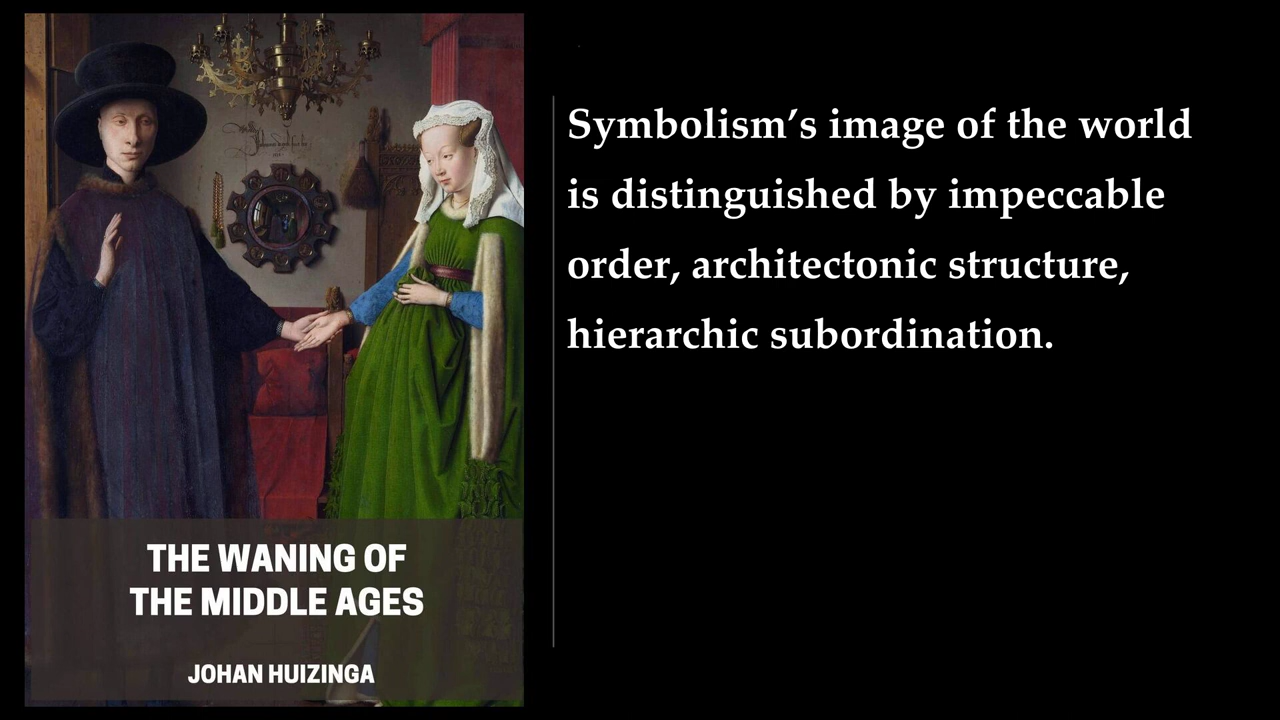 THE WANING OF
THE MIDDLE AGES
JOHAN HUIZINGA
Symbolism’s image of the world
is distinguished by impeccable
order, architectonic structure,
hierarchic subordination.